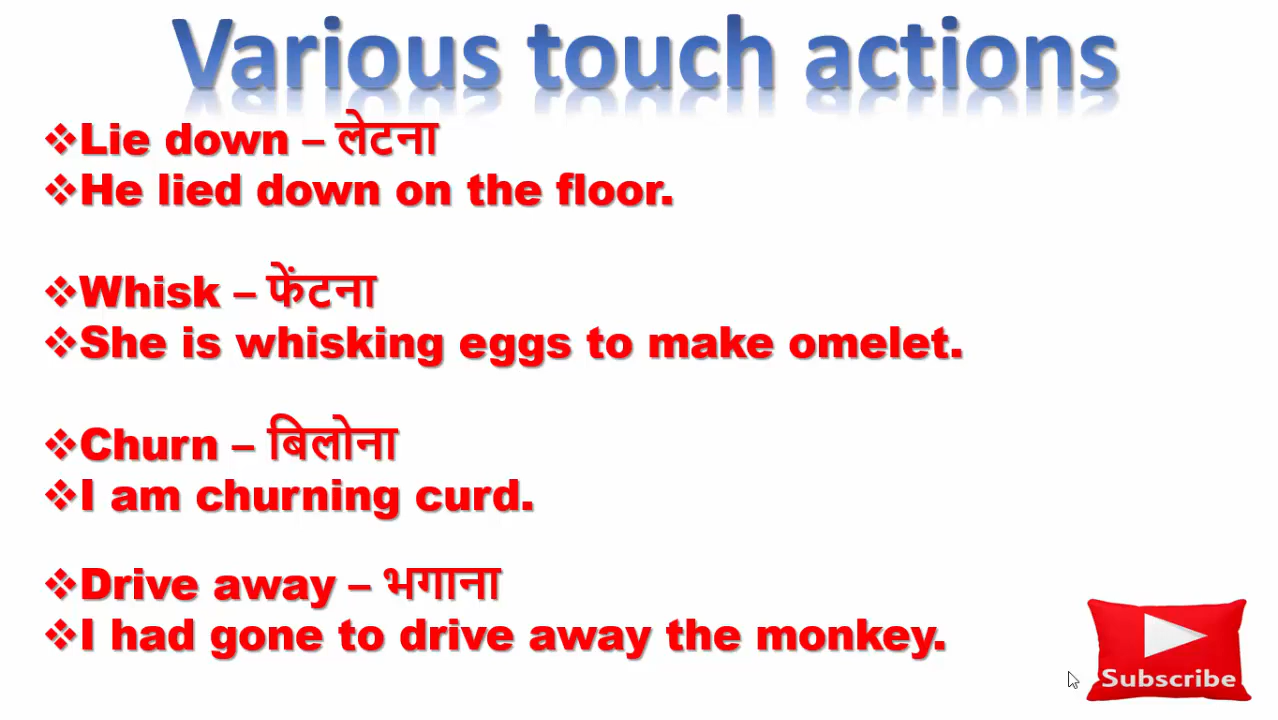 Various touch actions
❖Lie down – लेटना
❖He lied down on the floor.
❖Whisk – फेंटना
❖She is whisking eggs to make omelet.
❖Churn – बिलोना
❖I am churning curd.
❖Drive away – भगाना
❖I had gone to drive away the monkey.
Subscribe